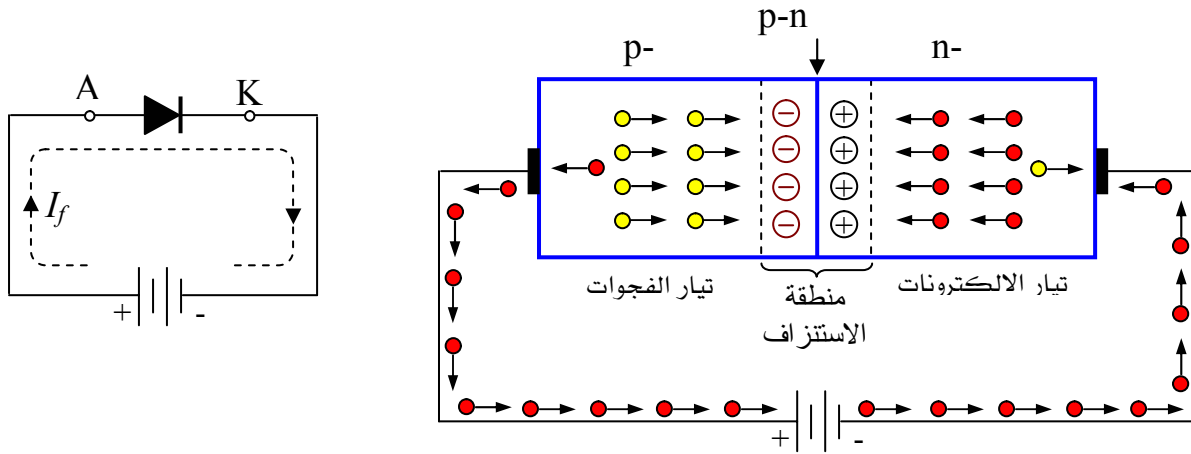 A
K
I_f
+ -
p-n
p-
n-
تيار الفجوات
منطقة
الاستنزاف
تيار الالكترونات
+ -